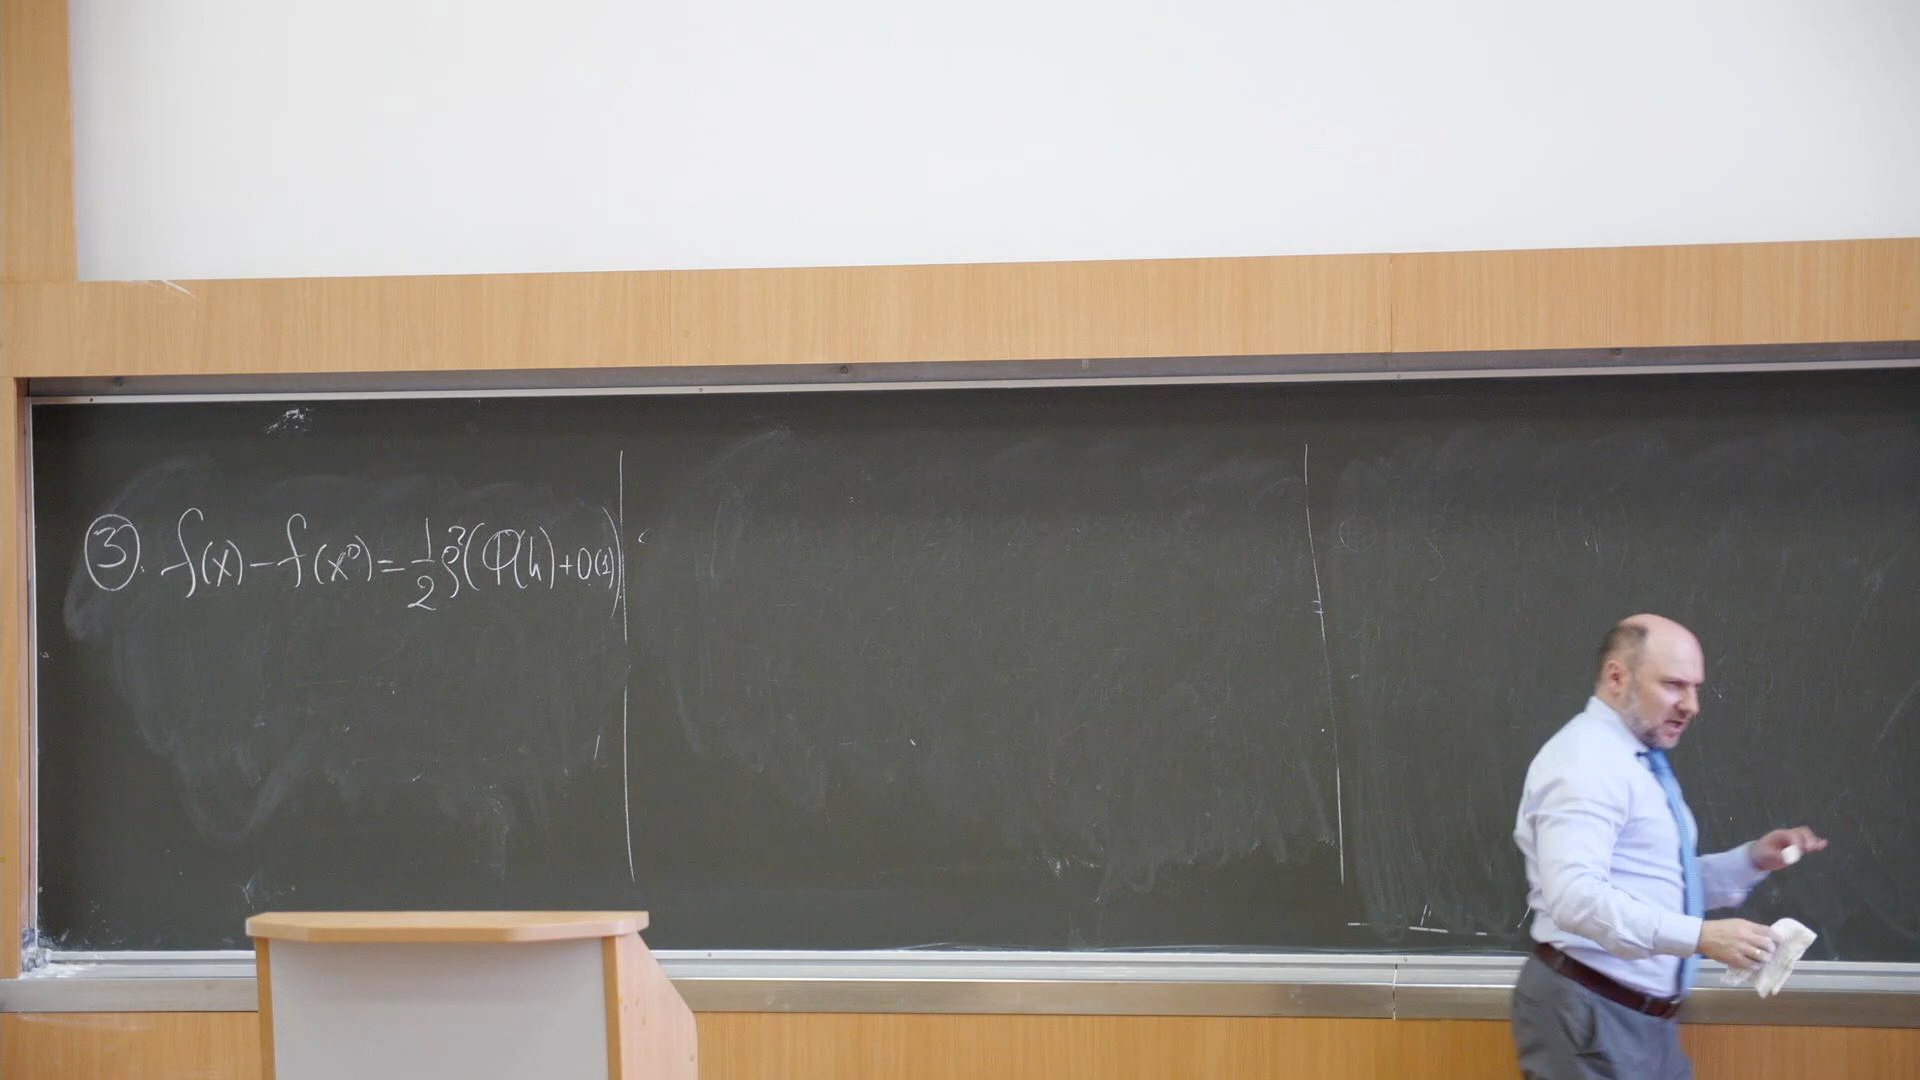 ③. f(x) - f(x⁰) = 1/2 ρ² (Φ(h) + o(1))